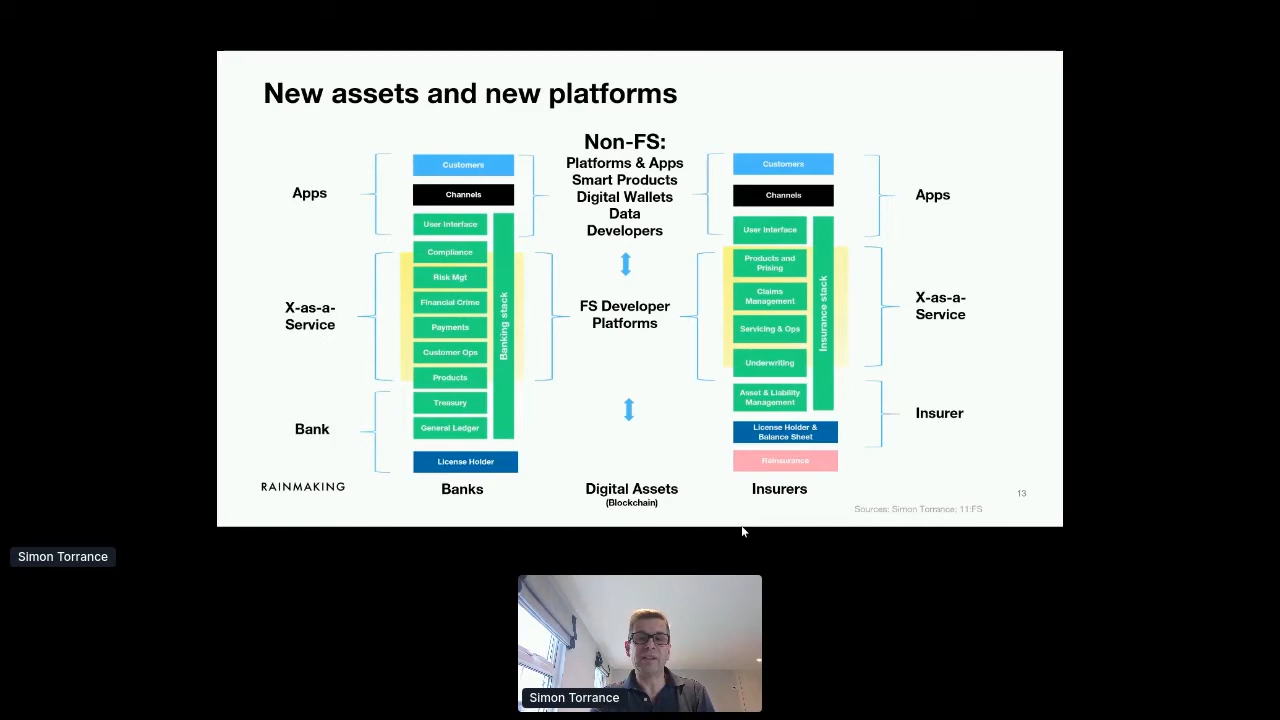 New assets and new platforms
Apps
X-as-a-
Service
Bank
Customers
Channels
User Interface
Compliance
Risk Mgt
Financial Crime
Payments
Customer Ops
Products
Treasury
General Ledger
Banking stack
License Holder
Banks
Non-FS:
Platforms & Apps
Smart Products
Digital Wallets
Data
Developers
FS Developer
Platforms
Digital Assets
(Blockchain)
Customers
Channels
User Interface
Products and
Prising
Claims
Management
Servicing & Ops
Underwriting
Asset & Liability
Management
Insurance stack
License Holder &
Balance Sheet
Reinsurance
Insurers
Apps
X-as-a-
Service
Insurer
RAINMAKING
13
Sources: Simon Torrance; 11:FS
Simon Torrance
Simon Torrance